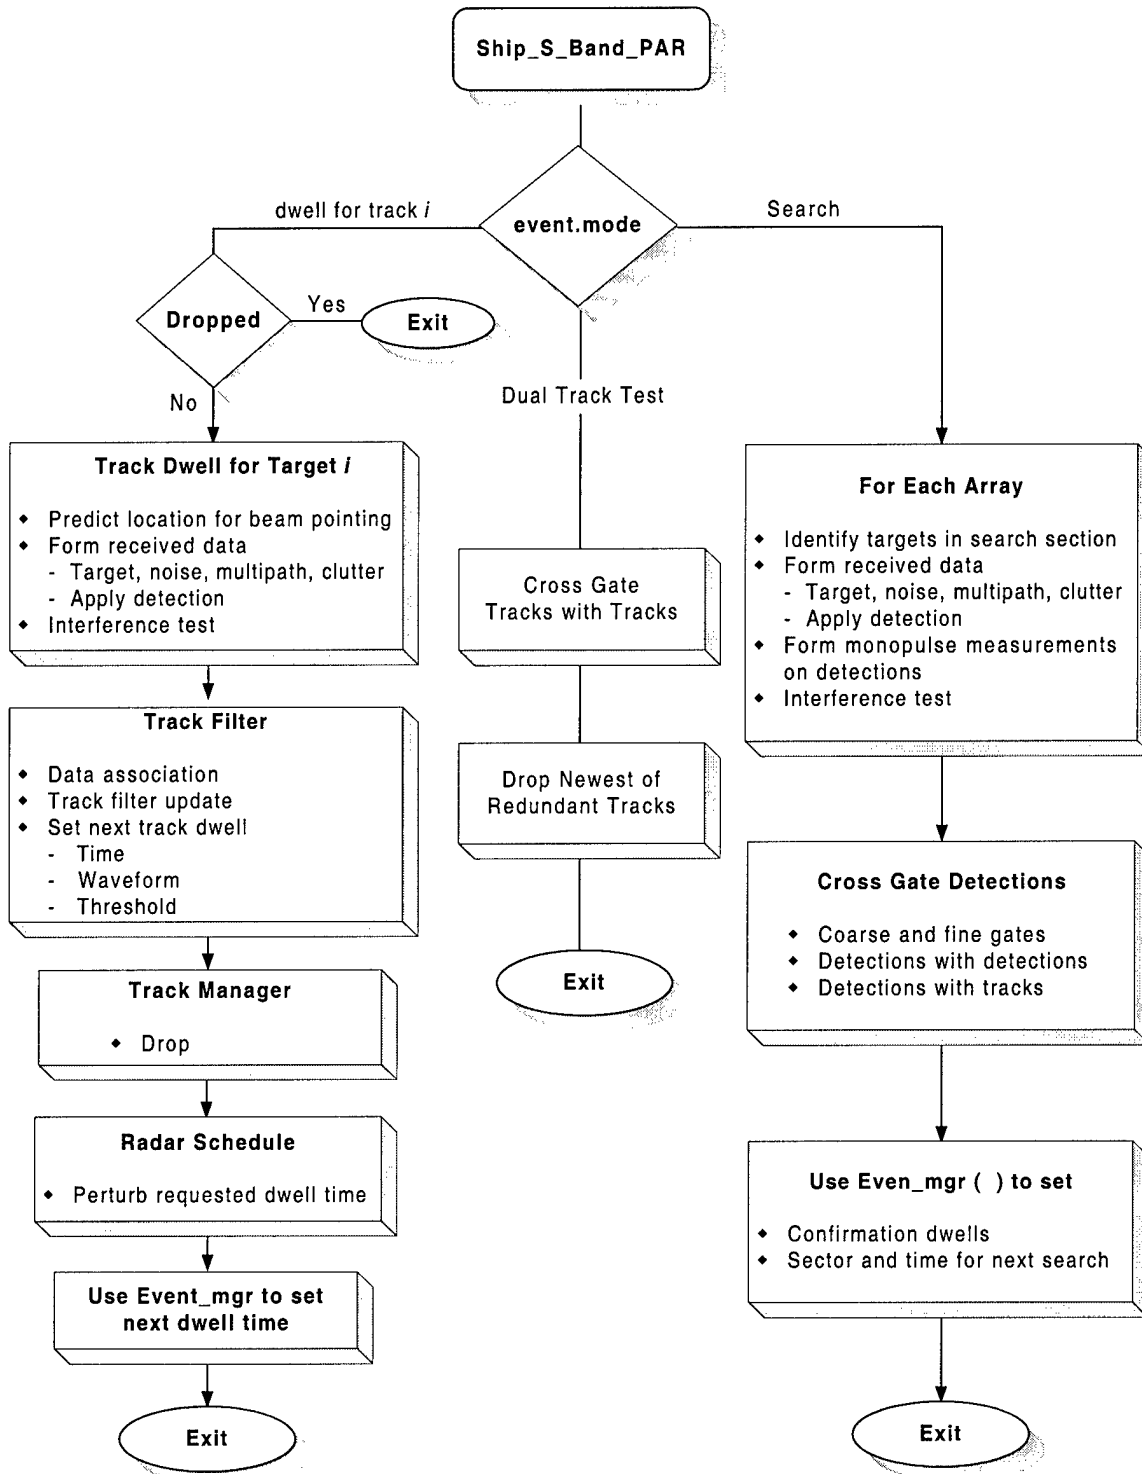 Ship_S_Band_PAR
event.mode
dwell for track i
Search
Dropped
Yes
Exit
No
Dual Track Test
Track Dwell for Target i
◆ Predict location for beam pointing
◆ Form received data
- Target, noise, multipath, clutter
- Apply detection
◆ Interference test
Track Filter
◆ Data association
◆ Track filter update
◆ Set next track dwell
- Time
- Waveform
- Threshold
Track Manager
◆ Drop
Radar Schedule
◆ Perturb requested dwell time
Use Event_mgr to set
next dwell time
Exit
Cross Gate
Tracks with Tracks
Drop Newest of
Redundant Tracks
Exit
For Each Array
◆ Identify targets in search section
◆ Form received data
- Target, noise, multipath, clutter
- Apply detection
◆ Form monopulse measurements
on detections
◆ Interference test
Cross Gate Detections
◆ Coarse and fine gates
◆ Detections with detections
◆ Detections with tracks
Use Even_mgr ( ) to set
◆ Confirmation dwells
◆ Sector and time for next search
Exit